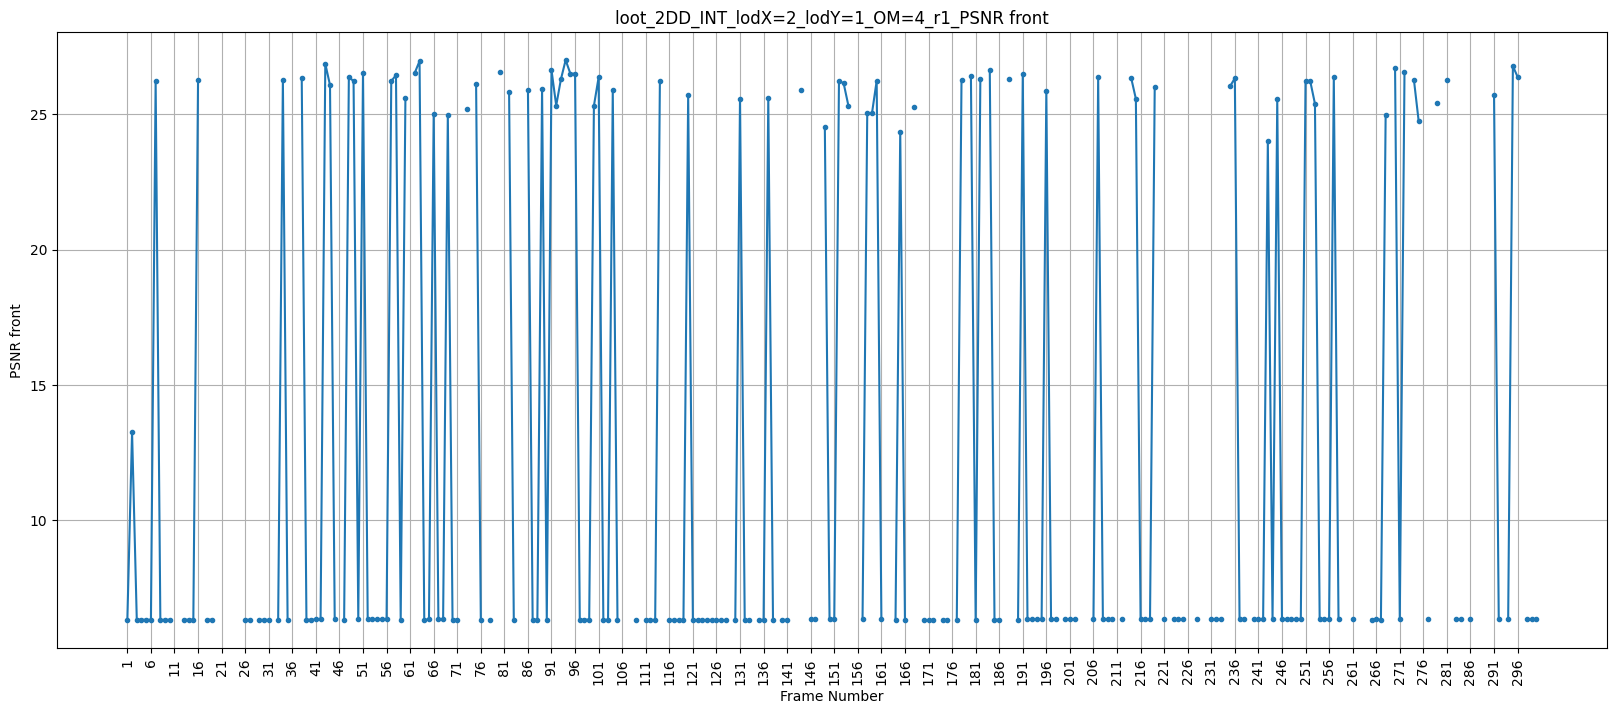 loot_2DD_INT_lodX=2_lodY=1_OM=4_r1_PSNR front
PSNR front
25
20
15
10
1 6 11 16 21 26 31 36 41 46 51 56 61 66 71 76 81 86 91 96 101 106 111 116 121 126 131 136 141 146 151 156 161 166 171 176 181 186 191 196 201 206 211 216 221 226 231 236 241 246 251 256 261 266 271 276 281 286 291 296
Frame Number